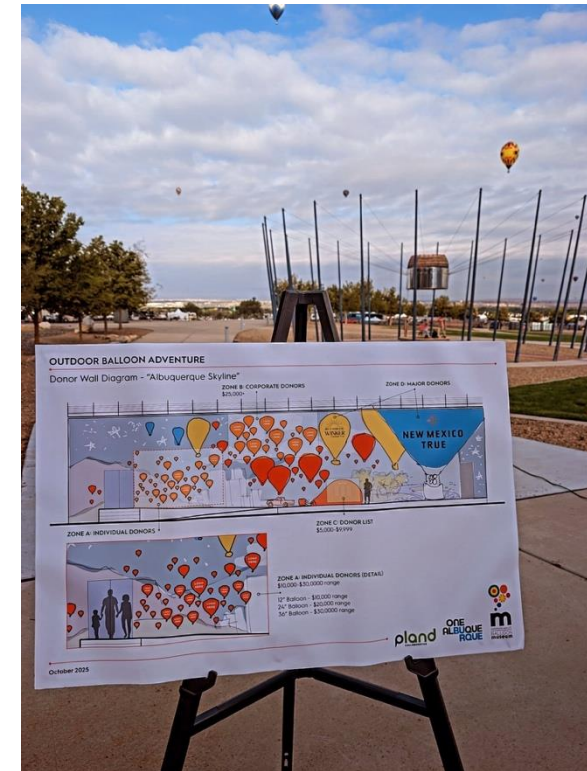 OUTDOOR BALLOON ADVENTURE
Donor Wall Diagram - "Albuquerque Skyline"
ZONE B: CORPORATE DONORS
$25,000+
ZONE D: MAJOR DONORS
NEW MEXICO
TRUE
ZONE A: INDIVIDUAL DONORS
ZONE C: DONOR LIST
$5,000-$9,999
ZONE A: INDIVIDUAL DONORS (DETAIL)
$10,000-$30,0000 range
12" Balloon - $10,000 range
24" Balloon - $20,000 range
36" Balloon - $30,0000 range
pland
ONE
ALBUQUE
RQUE
m
museum
October 2025